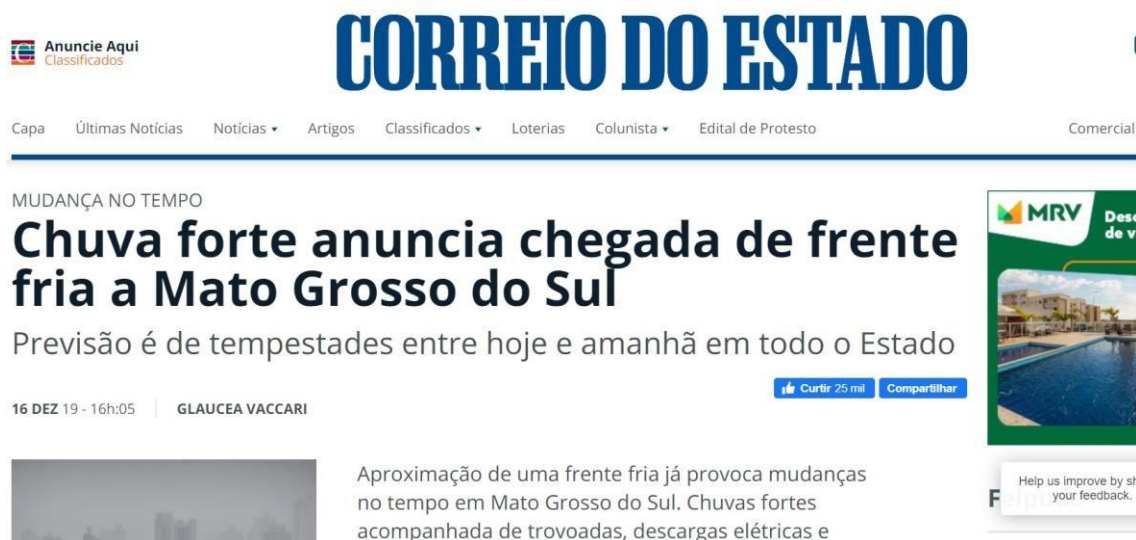 Anuncie Aqui
Classificados
CORREIO DO ESTADO
Capa Últimas Notícias Notícias Artigos Classificados Loterias Colunista Edital de Protesto Comercial
MUDANÇA NO TEMPO
Chuva forte anuncia chegada de frente
fria a Mato Grosso do Sul
Previsão é de tempestades entre hoje e amanhã em todo o Estado
Curtir 25 mil Compartilhar
16 DEZ 19 - 16h:05 GLAUCEA VACCARI
MRV
de v
Aproximação de uma frente fria já provoca mudanças
no tempo em Mato Grosso do Sul. Chuvas fortes
acompanhada de trovoadas, descargas elétricas e
Help us improve by sh
your feedback.